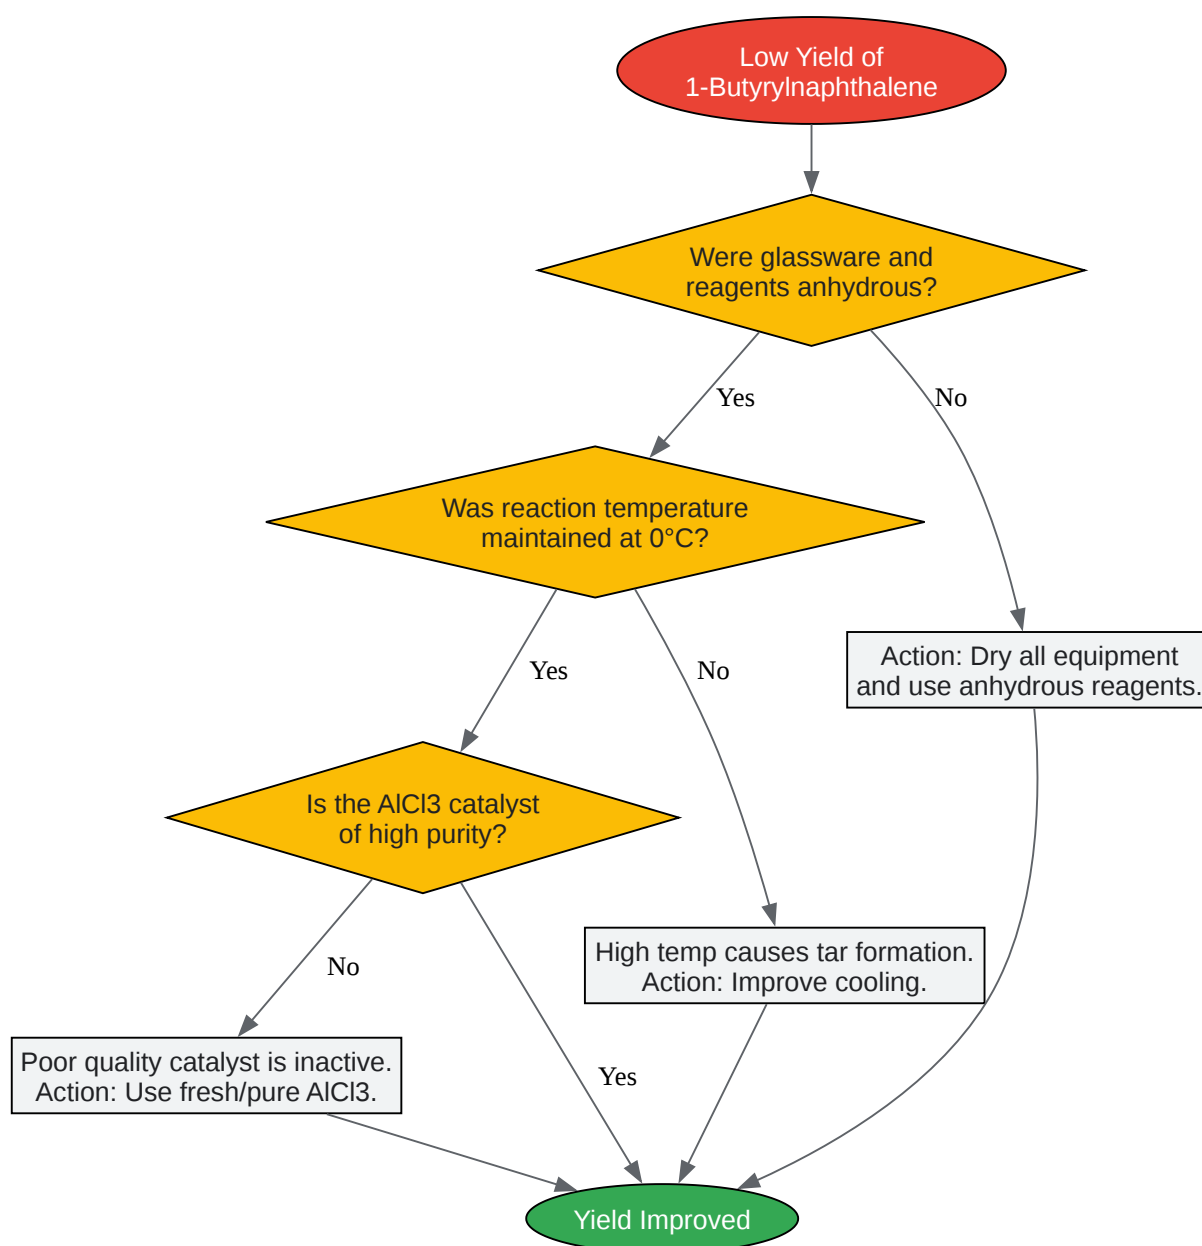 Low Yield of
1-Butyrylnaphthalene
Were glassware and
reagents anhydrous?
Yes
No
Was reaction temperature
maintained at 0°C?
Action: Dry all equipment
and use anhydrous reagents.
Yes
No
Is the AlCl3 catalyst
of high purity?
High temp causes tar formation.
Action: Improve cooling.
No
Poor quality catalyst is inactive.
Action: Use fresh/pure AlCl3.
Yes
Yield Improved